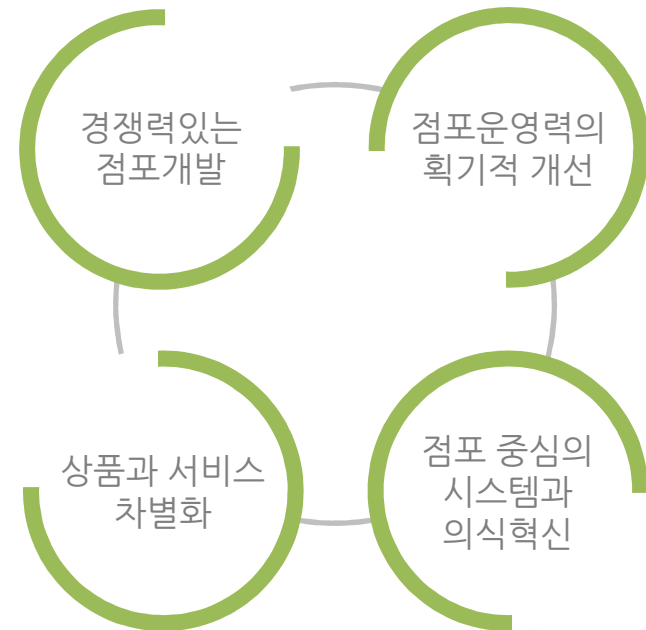 경쟁력있는
점포개발
점포운영력의
획기적 개선
상품과 서비스
차별화
점포 중심의
시스템과
의식혁신